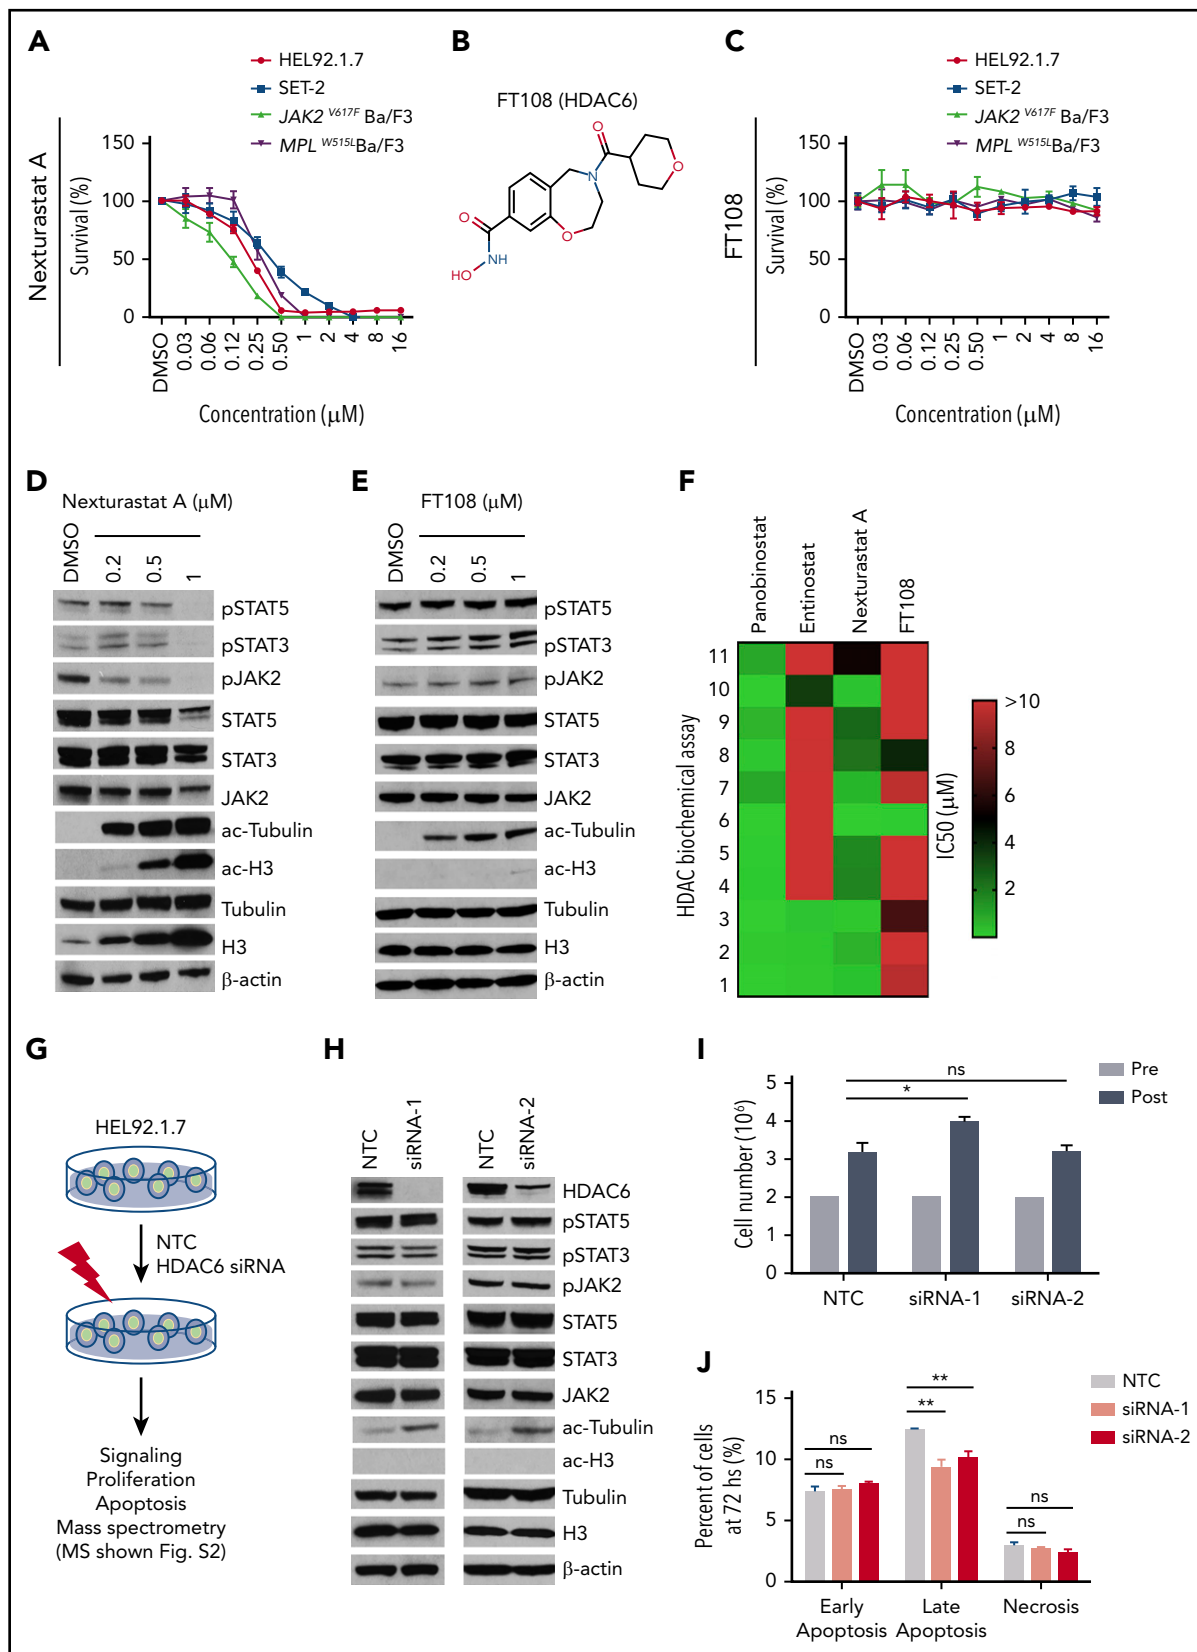 A
HEL92.1.7
SET-2
JAK2 V617F Ba/F3
MPL W515L Ba/F3
Nexturastat A
Survival (%)
150
100
50
0
DMSO
0.03
0.06
0.12
0.25
0.50
1
2
4
8
16
Concentration (μM)
B
FT108 (HDAC6)
O
O
N
O
O
NH
HO
C
HEL92.1.7
SET-2
JAK2 V617F Ba/F3
MPL W515L Ba/F3
FT108
Survival (%)
150
100
50
0
DMSO
0.03
0.06
0.12
0.25
0.50
1
2
4
8
16
Concentration (μM)
D
Nexturastat A (μM)
DMSO
0.2
0.5
1
pSTAT5
pSTAT3
pJAK2
STAT5
STAT3
JAK2
ac-Tubulin
ac-H3
Tubulin
H3
β-actin
E
FT108 (μM)
DMSO
0.2
0.5
1
pSTAT5
pSTAT3
pJAK2
STAT5
STAT3
JAK2
ac-Tubulin
ac-H3
Tubulin
H3
β-actin
F
Panobinostat
Entinostat
Nexturastat A
FT108
HDAC biochemical assay
11
10
9
8
7
6
5
4
3
2
1
>10
8
6
4
2
IC50 (μM)
G
HEL92.1.7
NTC
HDAC6 siRNA
Signaling
Proliferation
Apoptosis
Mass spectrometry
(MS shown Fig. S2)
H
NTC
siRNA-1
NTC
siRNA-2
HDAC6
pSTAT5
pSTAT3
pJAK2
STAT5
STAT3
JAK2
ac-Tubulin
ac-H3
Tubulin
H3
β-actin
I
Pre
Post
ns
*
Cell number (10⁶)
5
4
3
2
1
0
NTC
siRNA-1
siRNA-2
J
NTC
siRNA-1
siRNA-2
Percent of cells
at 72 hs (%)
15
10
5
0
ns
ns
**
**
ns
ns
Early
Apoptosis
Late
Apoptosis
Necrosis